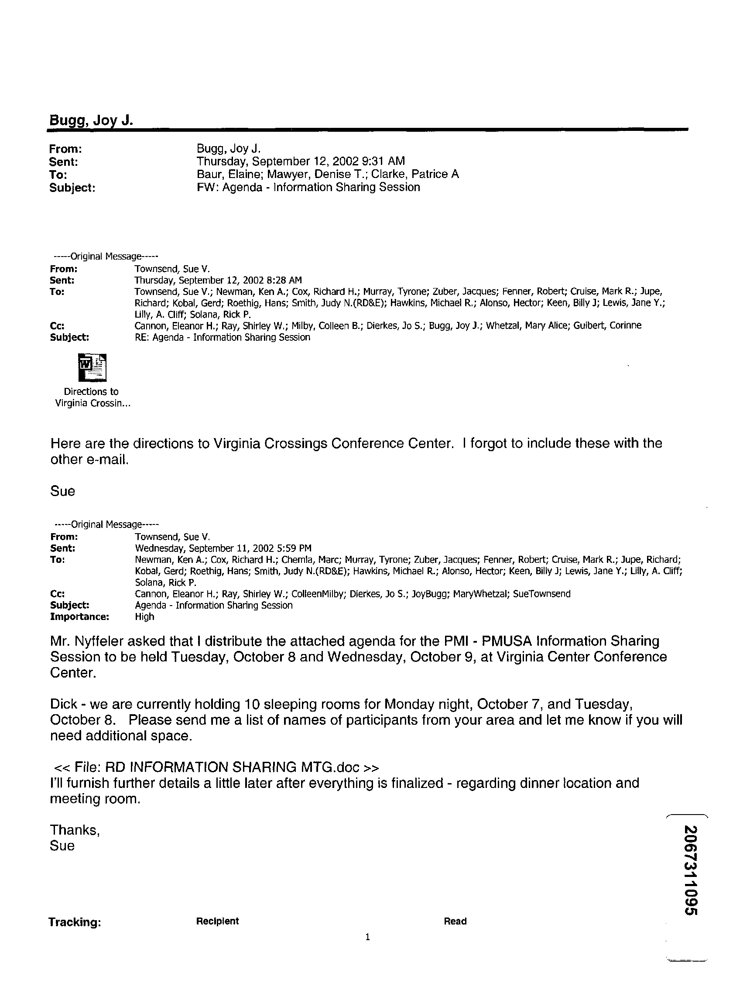 Bugg, Joy J.
From: Bugg, Joy J.
Sent: Thursday, September 12, 2002 9:31 AM
To: Baur, Elaine; Mawyer, Denise T.; Clarke, Patrice A
Subject: FW: Agenda - Information Sharing Session
-----Original Message-----
From: Townsend, Sue V.
Sent: Thursday, September 12, 2002 8:28 AM
To: Townsend, Sue V.; Newman, Ken A.; Cox, Richard H.; Murray, Tyrone; Zuber, Jacques; Fenner, Robert; Cruise, Mark R.; Jupe,
Richard; Kobal, Gerd; Roethig, Hans; Smith, Judy N.(RD&E); Hawkins, Michael R.; Alonso, Hector; Keen, Billy J; Lewis, Jane Y.;
Lilly, A. Cliff; Solana, Rick P.
Cc: Cannon, Eleanor H.; Ray, Shirley W.; Milby, Colleen B.; Dierkes, Jo S.; Bugg, Joy J.; Whetzal, Mary Alice; Guibert, Corinne
Subject: RE: Agenda - Information Sharing Session
W
Directions to
Virginia Crossin...
Here are the directions to Virginia Crossings Conference Center. I forgot to include these with the
other e-mail.
Sue
-----Original Message-----
From: Townsend, Sue V.
Sent: Wednesday, September 11, 2002 5:59 PM
To: Newman, Ken A.; Cox, Richard H.; Chemla, Marc; Murray, Tyrone; Zuber, Jacques; Fenner, Robert; Cruise, Mark R.; Jupe, Richard;
Kobal, Gerd; Roethig, Hans; Smith, Judy N.(RD&E); Hawkins, Michael R.; Alonso, Hector; Keen, Billy J; Lewis, Jane Y.; Lilly, A. Cliff;
Solana, Rick P.
Cc: Cannon, Eleanor H.; Ray, Shirley W.; ColleenMilby; Dierkes, Jo S.; JoyBugg; MaryWhetzal; SueTownsend
Subject: Agenda - Information Sharing Session
Importance: High
Mr. Nyffeler asked that I distribute the attached agenda for the PMI - PMUSA Information Sharing
Session to be held Tuesday, October 8 and Wednesday, October 9, at Virginia Center Conference
Center.
Dick - we are currently holding 10 sleeping rooms for Monday night, October 7, and Tuesday,
October 8. Please send me a list of names of participants from your area and let me know if you will
need additional space.
<< File: RD INFORMATION SHARING MTG.doc >>
I'll furnish further details a little later after everything is finalized - regarding dinner location and
meeting room.
Thanks,
Sue
2067311095
Tracking: Recipient Read
1